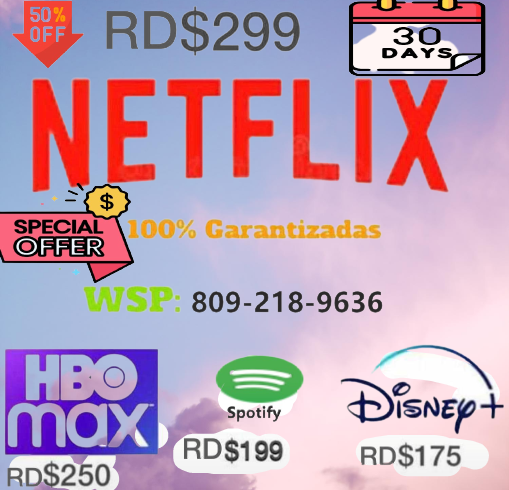 50%
OFF
RD$299
30
DAYS
NETFLIX
$
SPECIAL
OFFER
100% Garantizadas
WSP: 809-218-9636
HBO
max
Spotify
Disney+
RD$250
RD$199
RD$175